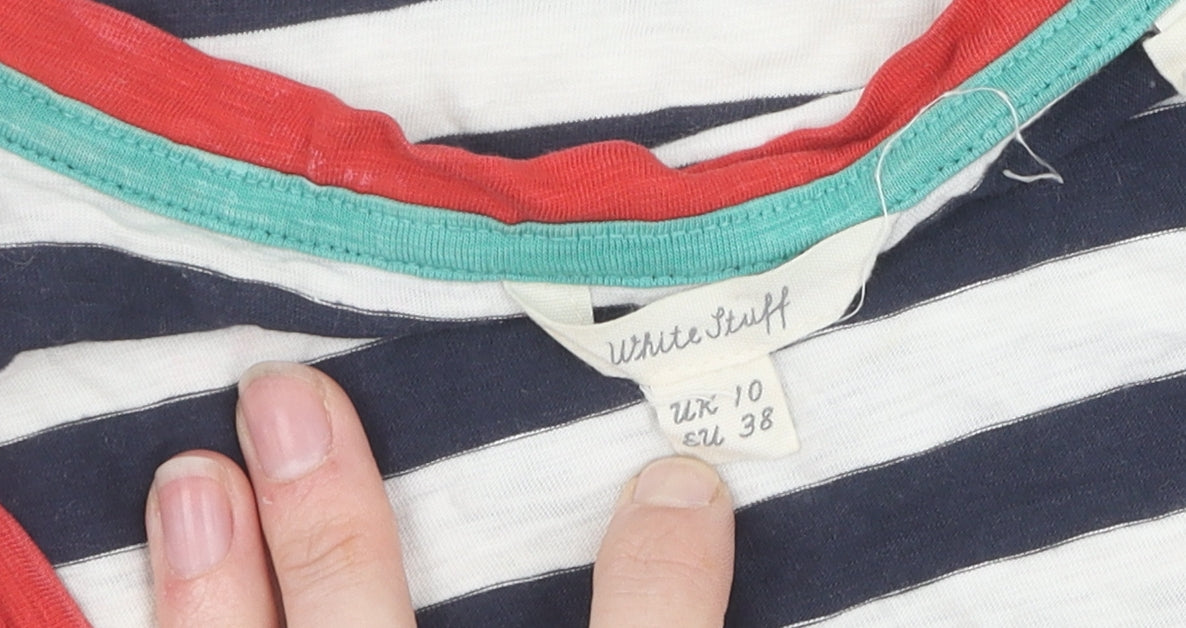 White Stuff
UK 10
EU 38